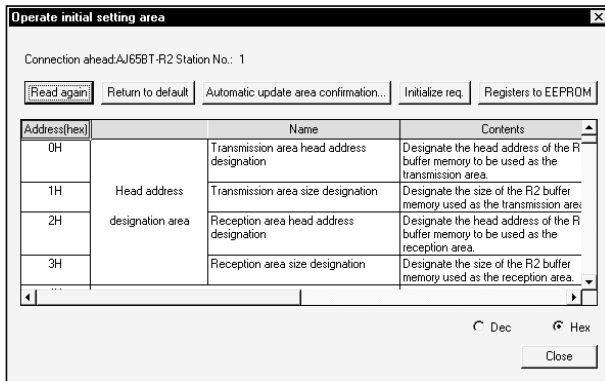 Operate initial setting area
Connection ahead:AJ65BT-R2 Station No.: 1
Read again Return to default Automatic update area confirmation... Initialize req. Registers to EEPROM
Address(hex) Name Contents
0H Transmission area head address Designate the head address of the R
designation buffer memory to be used as the
transmission area.
1H Head address Transmission area size designation Designate the size of the R2 buffer
memory used as the transmission area
2H designation area Reception area head address Designate the head address of the R
designation buffer memory to be used as the
reception area.
3H Reception area size designation Designate the size of the R2 buffer
memory used as the reception area.
Dec Hex
Close